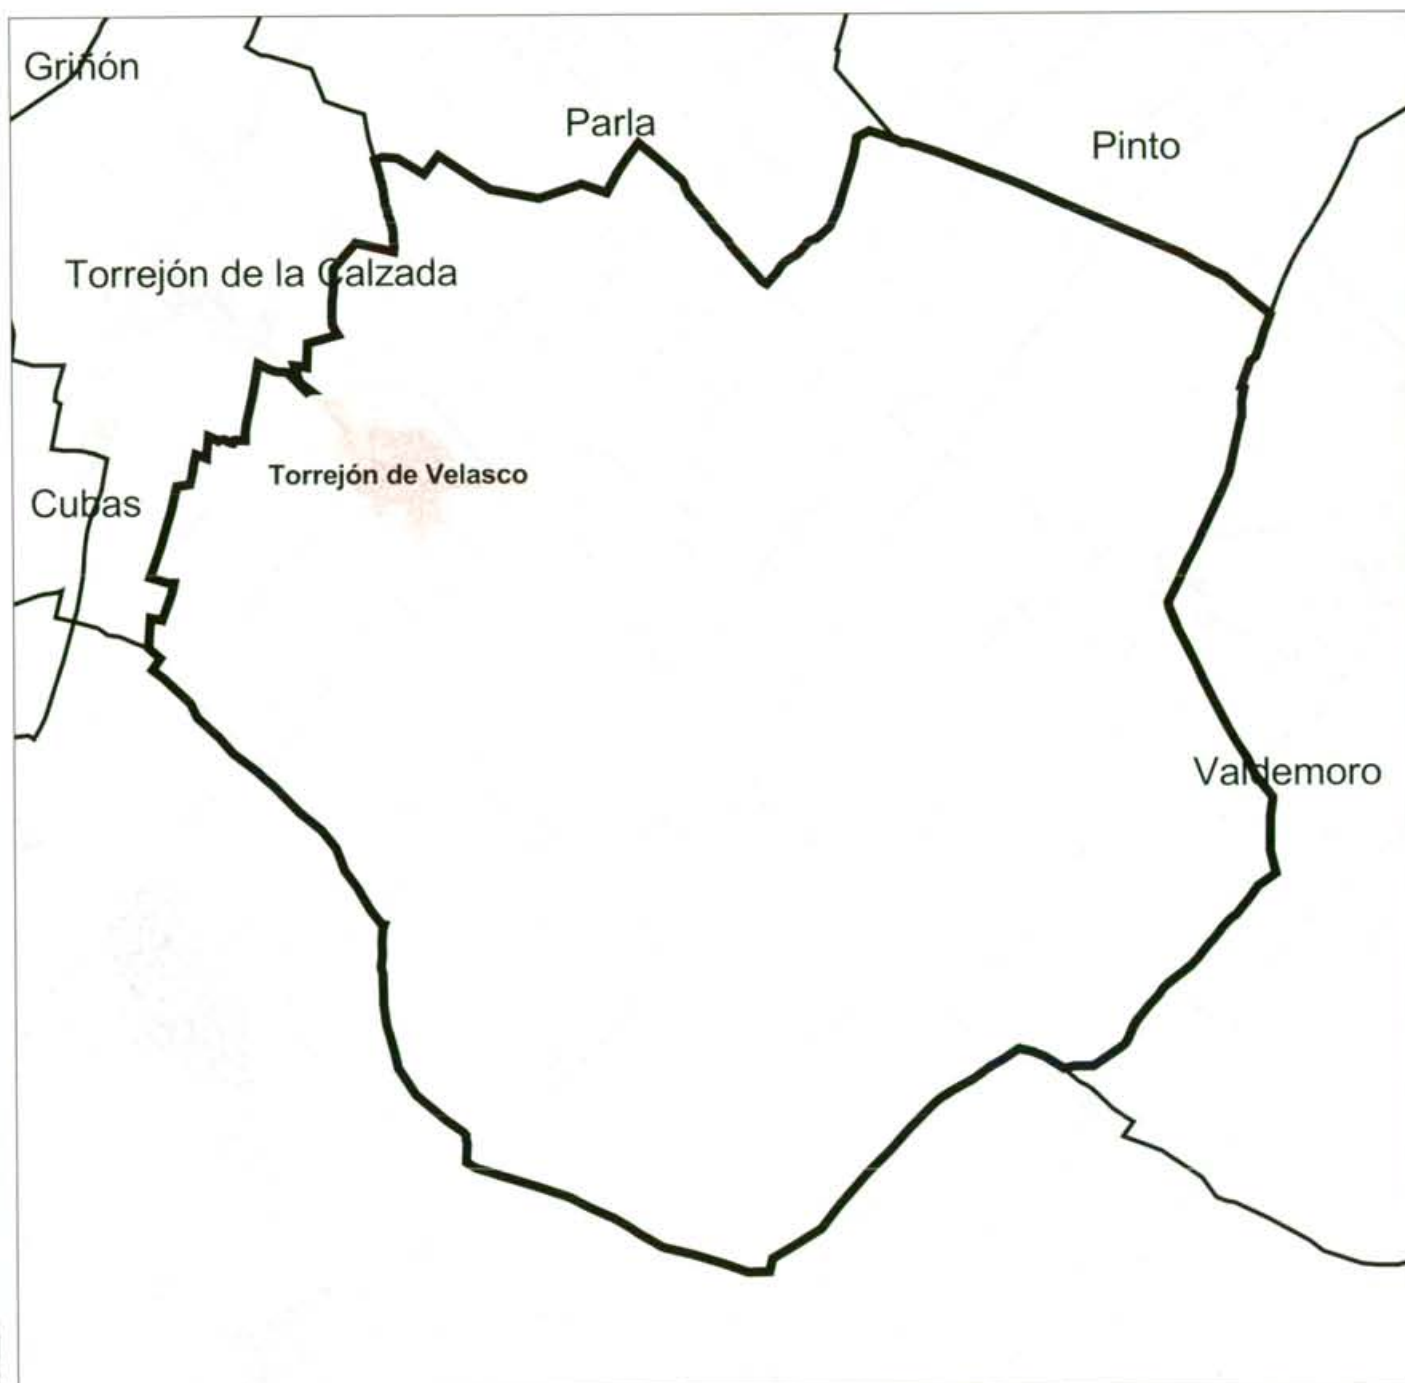 Griñón
Parla
Pinto
Torrejón de la Calzada
Torrejón de Velasco
Cubas
Valdemoro